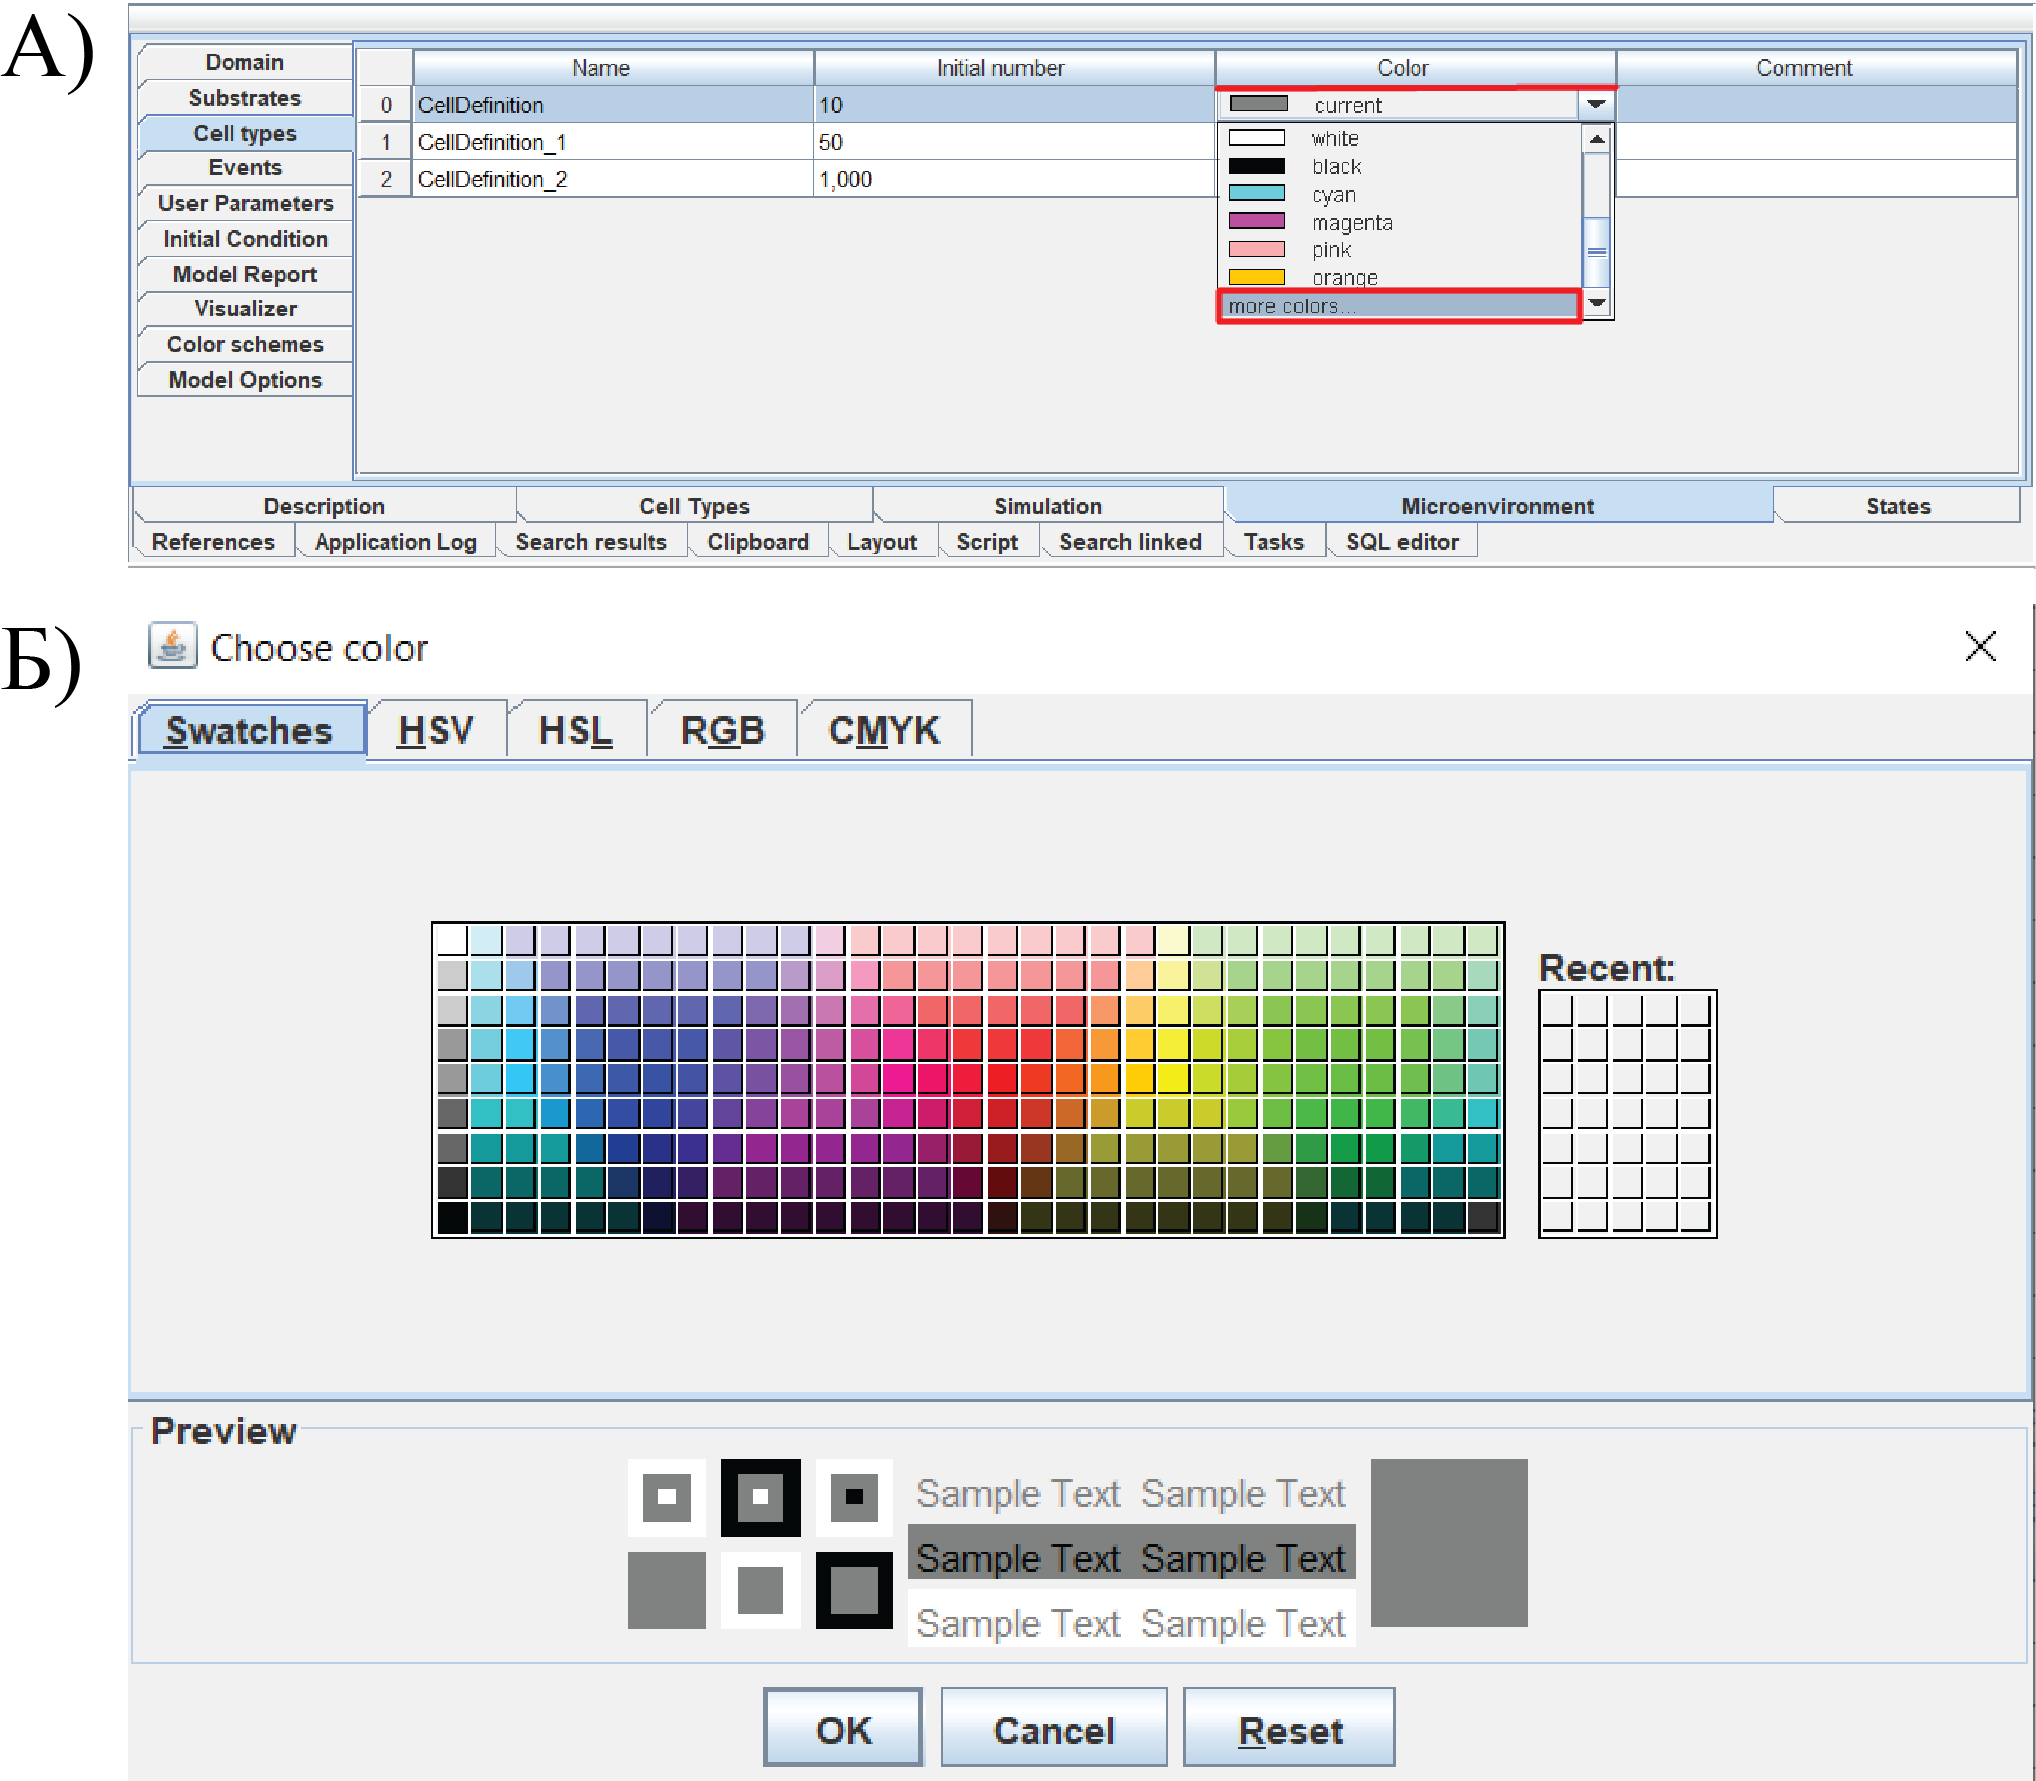 А)
Domain
Substrates
Cell types
Events
User Parameters
Initial Condition
Model Report
Visualizer
Color schemes
Model Options
Name Initial number Color Comment
0 CellDefinition 10 current
1 CellDefinition_1 50
2 CellDefinition_2 1,000
white
black
cyan
magenta
pink
orange
more colors...
Description Cell Types Simulation Microenvironment States
References Application Log Search results Clipboard Layout Script Search linked Tasks SQL editor
Б)
Choose color
Swatches HSV HSL RGB CMYK
Recent:
Preview
Sample Text Sample Text
Sample Text Sample Text
Sample Text Sample Text
OK Cancel Reset